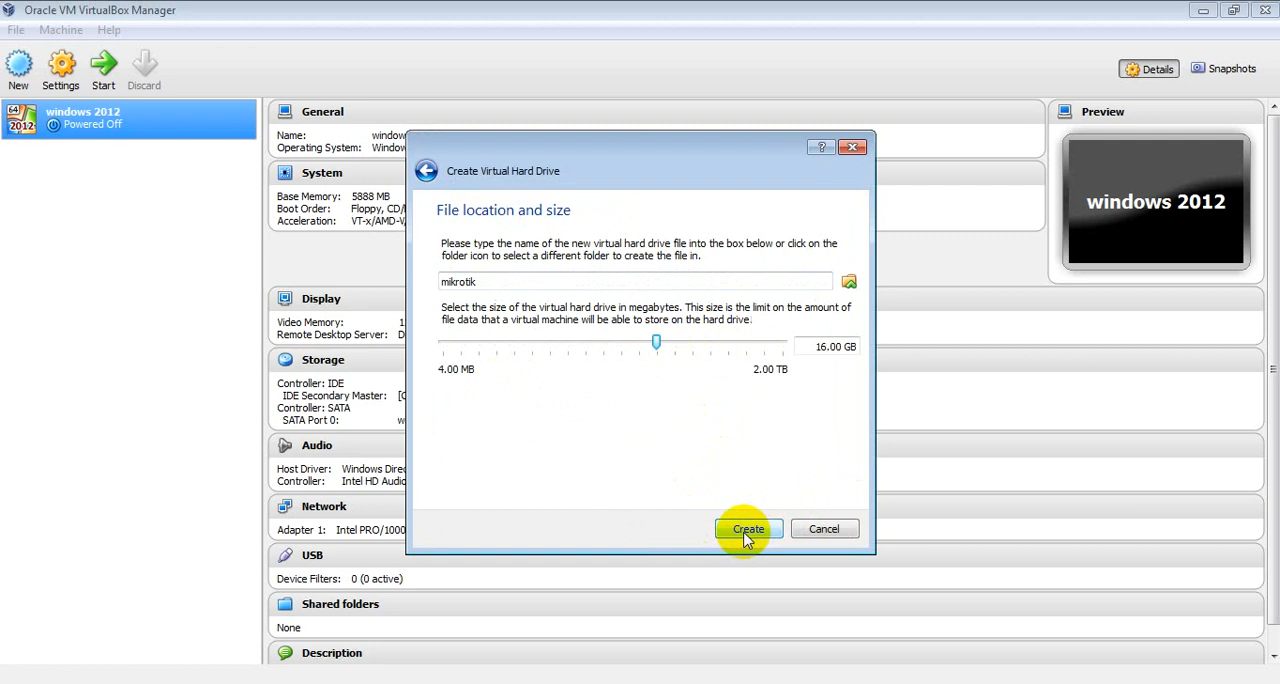 Oracle VM VirtualBox Manager
File Machine Help
New Settings Start Discard
Details Snapshots
64
2012
windows 2012
Powered Off
General
Name: window
Operating System: Window
System
Base Memory: 5888 MB
Boot Order: Floppy, CD/
Acceleration: VT-x/AMD-V
Display
Video Memory: 1
Remote Desktop Server: D
Storage
Controller: IDE
IDE Secondary Master: [C
Controller: SATA
SATA Port 0: w
Audio
Host Driver: Windows Direc
Controller: Intel HD Audio
Network
Adapter 1: Intel PRO/1000
USB
Device Filters: 0 (0 active)
Shared folders
None
Description
Preview
windows 2012
?
Create Virtual Hard Drive
File location and size
Please type the name of the new virtual hard drive file into the box below or click on the
folder icon to select a different folder to create the file in.
mikrotik
Select the size of the virtual hard drive in megabytes. This size is the limit on the amount of
file data that a virtual machine will be able to store on the hard drive.
16.00 GB
4.00 MB 2.00 TB
Create Cancel